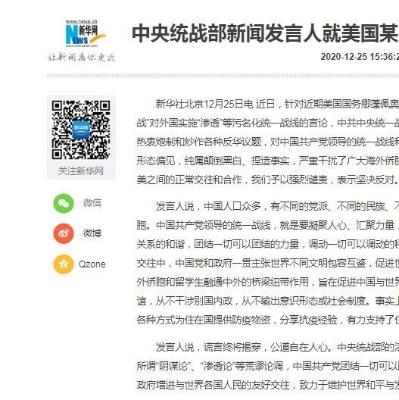 www.news.cn
新华网
NEWS
让新闻离你更近
中央统战部新闻发言人就美国某
2020-12-25 15:36:2
关注新华网
微信
微博
Qzone
新华社北京12月25日电 近日，针对近期美国国务卿蓬佩奥
战”对外国实施“渗透”等污名化统一战线的言论，中共中央统一战
热衷炮制和炒作各种反华议题，对中国共产党领导的统一战线和
形态偏见，纯属颠倒黑白、捏造事实，严重干扰了广大海外侨胞
美之间的正常交往和合作，我们予以强烈谴责，表示坚决反对。
发言人说，中国人口众多，有不同的党派、不同的民族、不
胞。中国共产党领导的统一战线，就是要凝聚人心、汇聚力量，
关系的和谐，团结一切可以团结的力量，调动一切可以调动的积
交往中，中国党和政府一贯主张世界不同文明包容互鉴，促进世
外侨胞和留学生融通中外的桥梁纽带作用，旨在促进中国与世界
谊，从不干涉别国内政，从不输出意识形态或社会制度。事实上
各种方式为住在国提供防疫物资，分享抗疫经验，有力支持了住
发言人说，谎言终将揭穿，公道自在人心。中央统战部的活
所谓“阴谋论”、“渗透论”等荒谬论调，中国共产党团结一切可以
政府增进与世界各国人民的友好交往，致力于维护世界和平与发